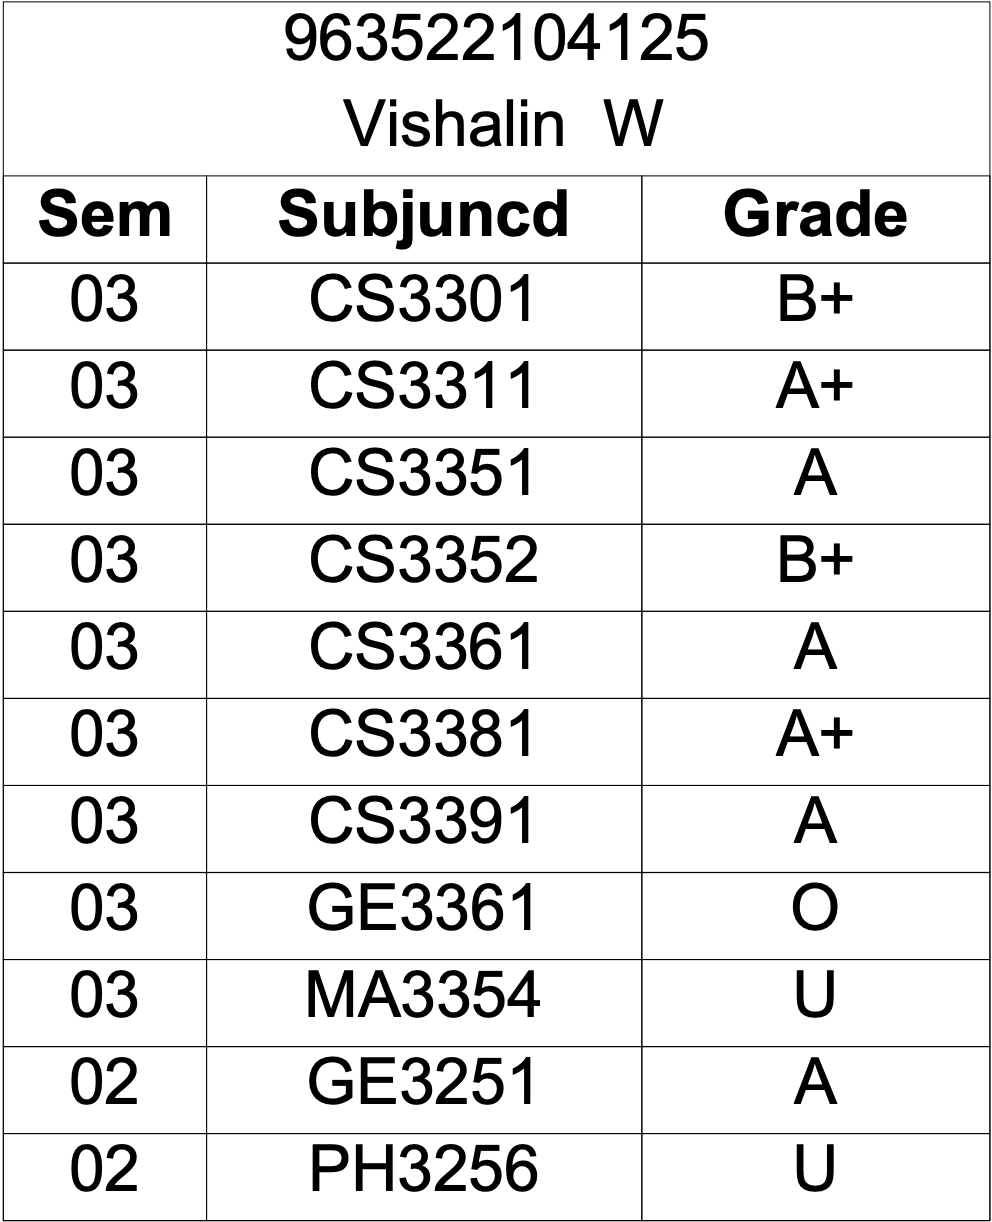 963522104125
Vishalin W
Sem Subjuncd Grade
03 CS3301 B+
03 CS3311 A+
03 CS3351 A
03 CS3352 B+
03 CS3361 A
03 CS3381 A+
03 CS3391 A
03 GE3361 O
03 MA3354 U
02 GE3251 A
02 PH3256 U